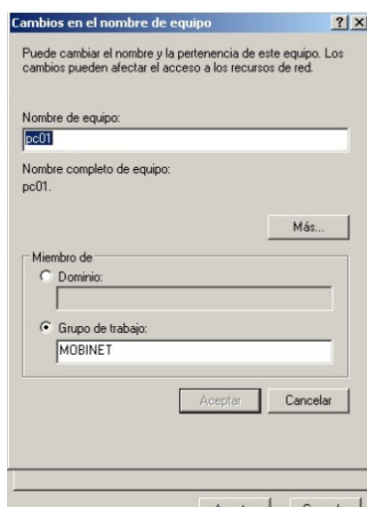 Cambios en el nombre de equipo
Puede cambiar el nombre y la pertenencia de este equipo. Los
cambios pueden afectar el acceso a los recursos de red.
Nombre de equipo:
pc01
Nombre completo de equipo:
pc01.
Más...
Miembro de
Dominio:
Grupo de trabajo:
MOBINET
Aceptar
Cancelar